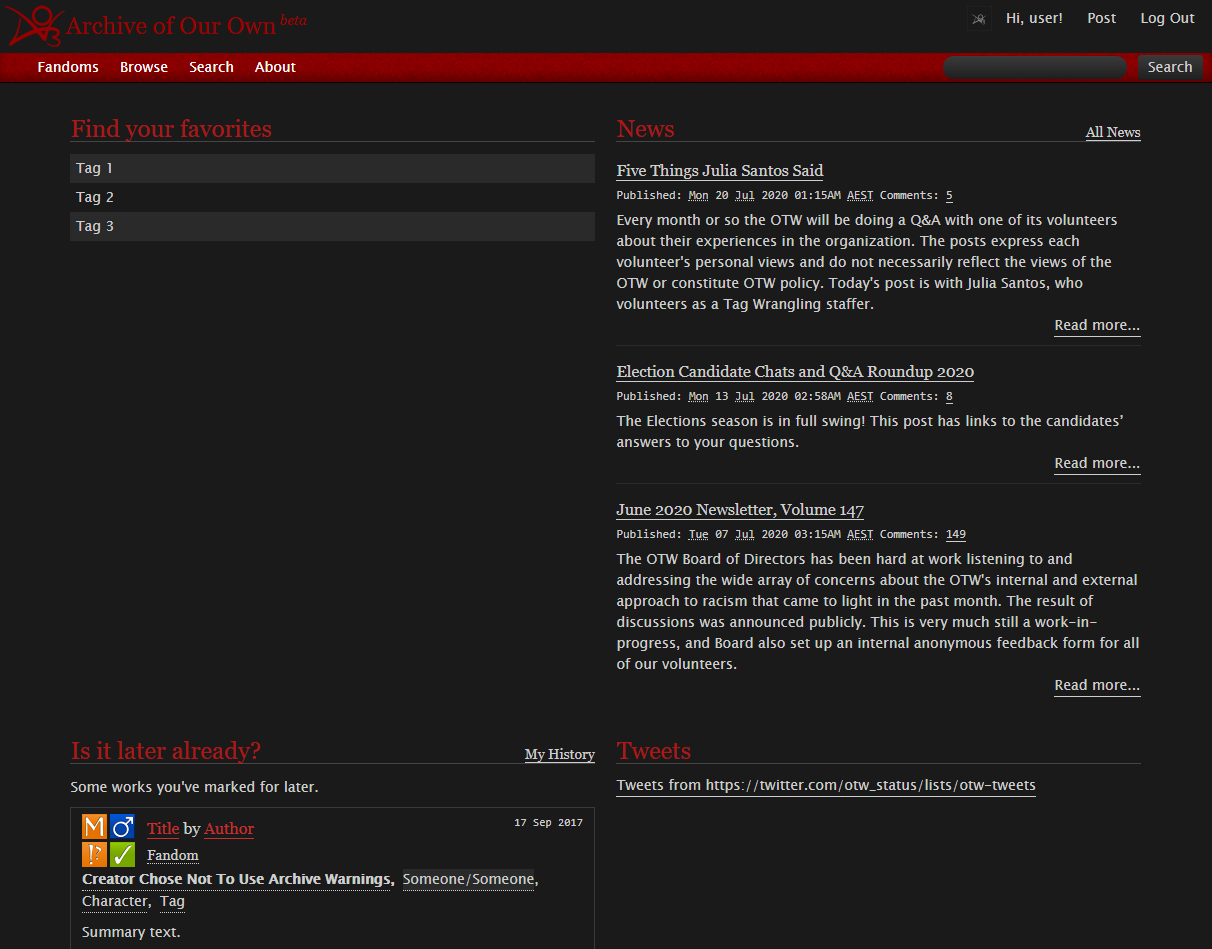 Archive of Our Own beta
Hi, user! Post Log Out
Fandoms Browse Search About
Search
Find your favorites
Tag 1
Tag 2
Tag 3
News
All News
Five Things Julia Santos Said
Published: Mon 20 Jul 2020 01:15AM AEST Comments: 5
Every month or so the OTW will be doing a Q&A with one of its volunteers
about their experiences in the organization. The posts express each
volunteer's personal views and do not necessarily reflect the views of the
OTW or constitute OTW policy. Today's post is with Julia Santos, who
volunteers as a Tag Wrangling staffer.
Read more...
Election Candidate Chats and Q&A Roundup 2020
Published: Mon 13 Jul 2020 02:58AM AEST Comments: 8
The Elections season is in full swing! This post has links to the candidates’
answers to your questions.
Read more...
June 2020 Newsletter, Volume 147
Published: Tue 07 Jul 2020 03:15AM AEST Comments: 149
The OTW Board of Directors has been hard at work listening to and
addressing the wide array of concerns about the OTW's internal and external
approach to racism that came to light in the past month. The result of
discussions was announced publicly. This is very much still a work-in-
progress, and Board also set up an internal anonymous feedback form for all
of our volunteers.
Read more...
Is it later already?
My History
Some works you've marked for later.
M
Title by Author
17 Sep 2017
!?
Fandom
Creator Chose Not To Use Archive Warnings, Someone/Someone,
Character, Tag
Summary text.
Tweets
Tweets from https://twitter.com/otw_status/lists/otw-tweets